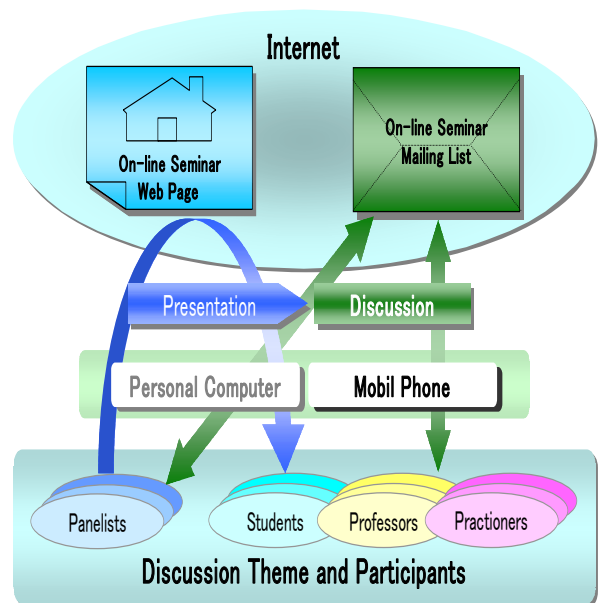 Internet
On-line Seminar
Web Page
On-line Seminar
Mailing List
Presentation
Discussion
Personal Computer
Mobil Phone
Panelists
Students
Professors
Practioners
Discussion Theme and Participants